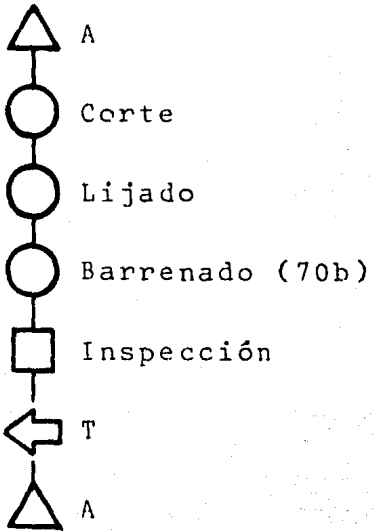 A
Corte
Lijado
Barrenado (70b)
Inspección
T
A